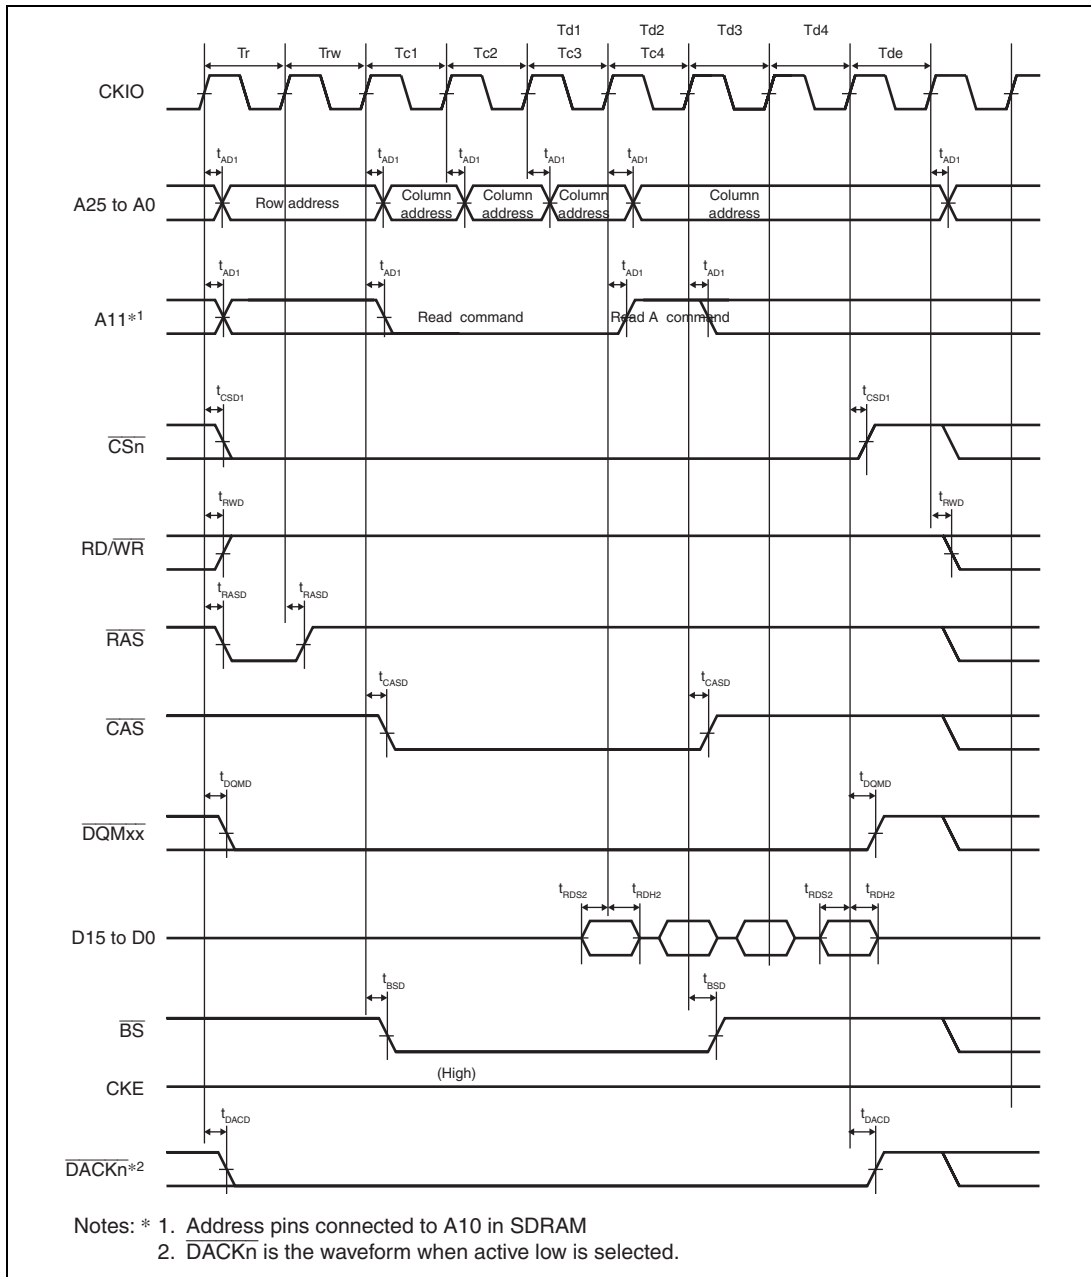 Td1 Td2 Td3 Td4
Tr Trw Tc1 Tc2 Tc3 Tc4 Tde
CKIO
tAD1 tAD1 tAD1 tAD1 tAD1 tAD1
A25 to A0
Row address
Column address
Column address
Column address
Column address
tAD1 tAD1 tAD1 tAD1
A11*1
Read command
Read A command
tCSD1 tCSD1
CSn
tRWD tRWD
RD/WR
tRASD tRASD
RAS
tCASD tCASD
CAS
tDQMD tDQMD
DQMxx
tRDS2 tRDH2 tRDS2 tRDH2
D15 to D0
tBSD tBSD
BS
(High)
CKE
tDACD tDACD
DACKn*2
Notes: * 1. Address pins connected to A10 in SDRAM
2. DACKn is the waveform when active low is selected.